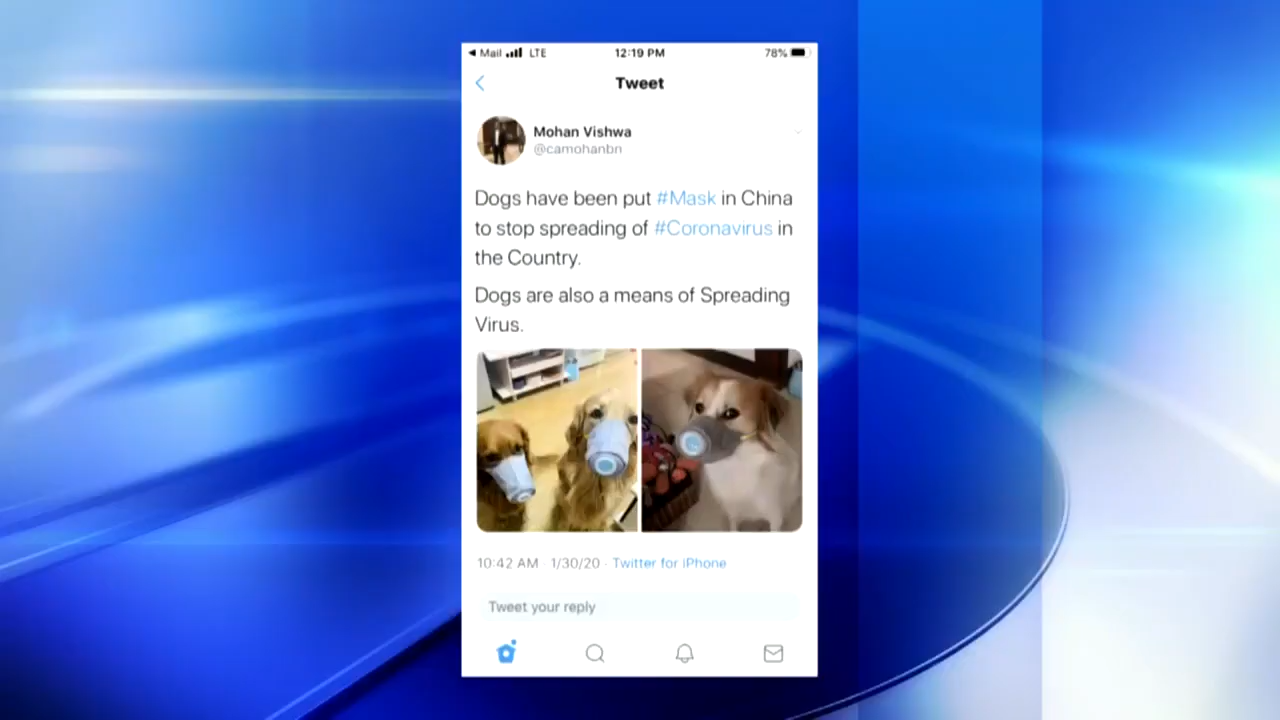 Mail LTE 12:19 PM 78%
Tweet
Mohan Vishwa
@camohanbn
Dogs have been put #Mask in China
to stop spreading of #Coronavirus in
the Country.
Dogs are also a means of Spreading
Virus.
10:42 AM · 1/30/20 · Twitter for iPhone
Tweet your reply